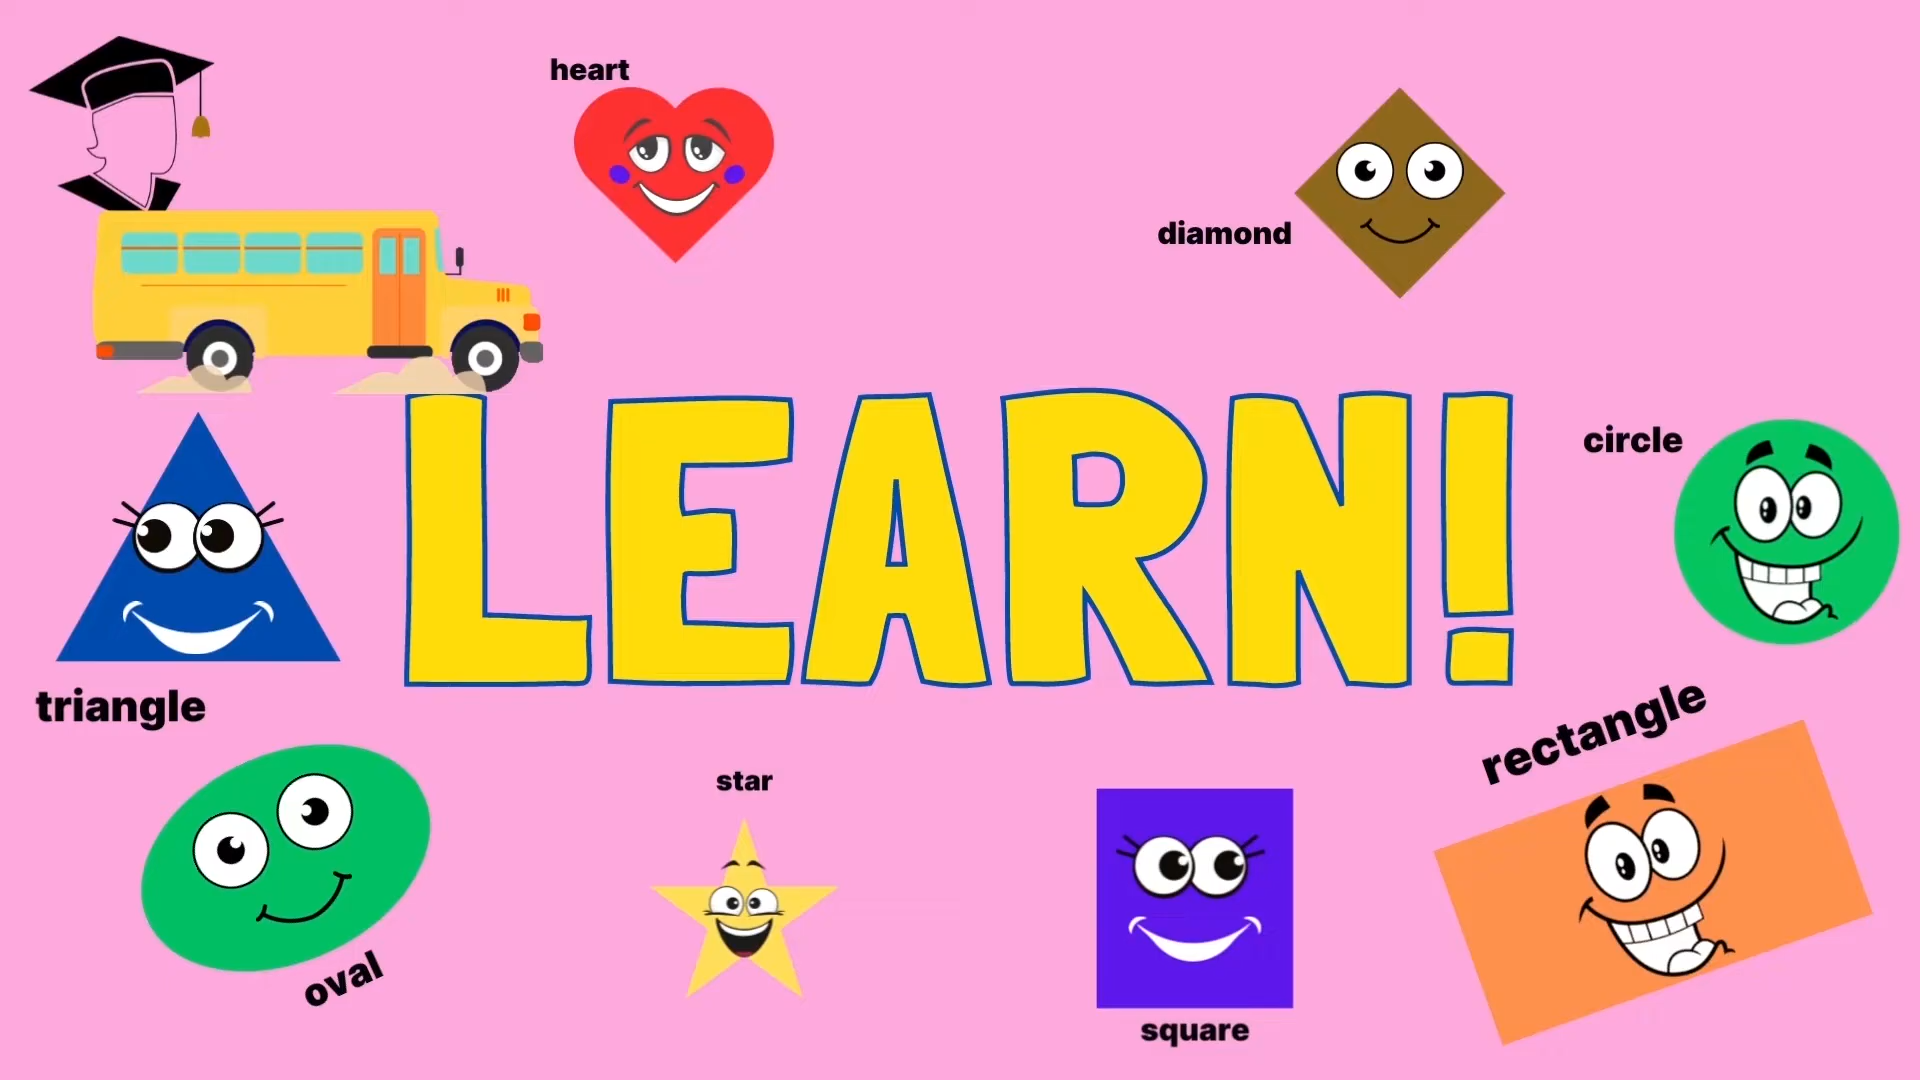 heart
diamond
LEARN!
circle
triangle
rectangle
star
oval
square